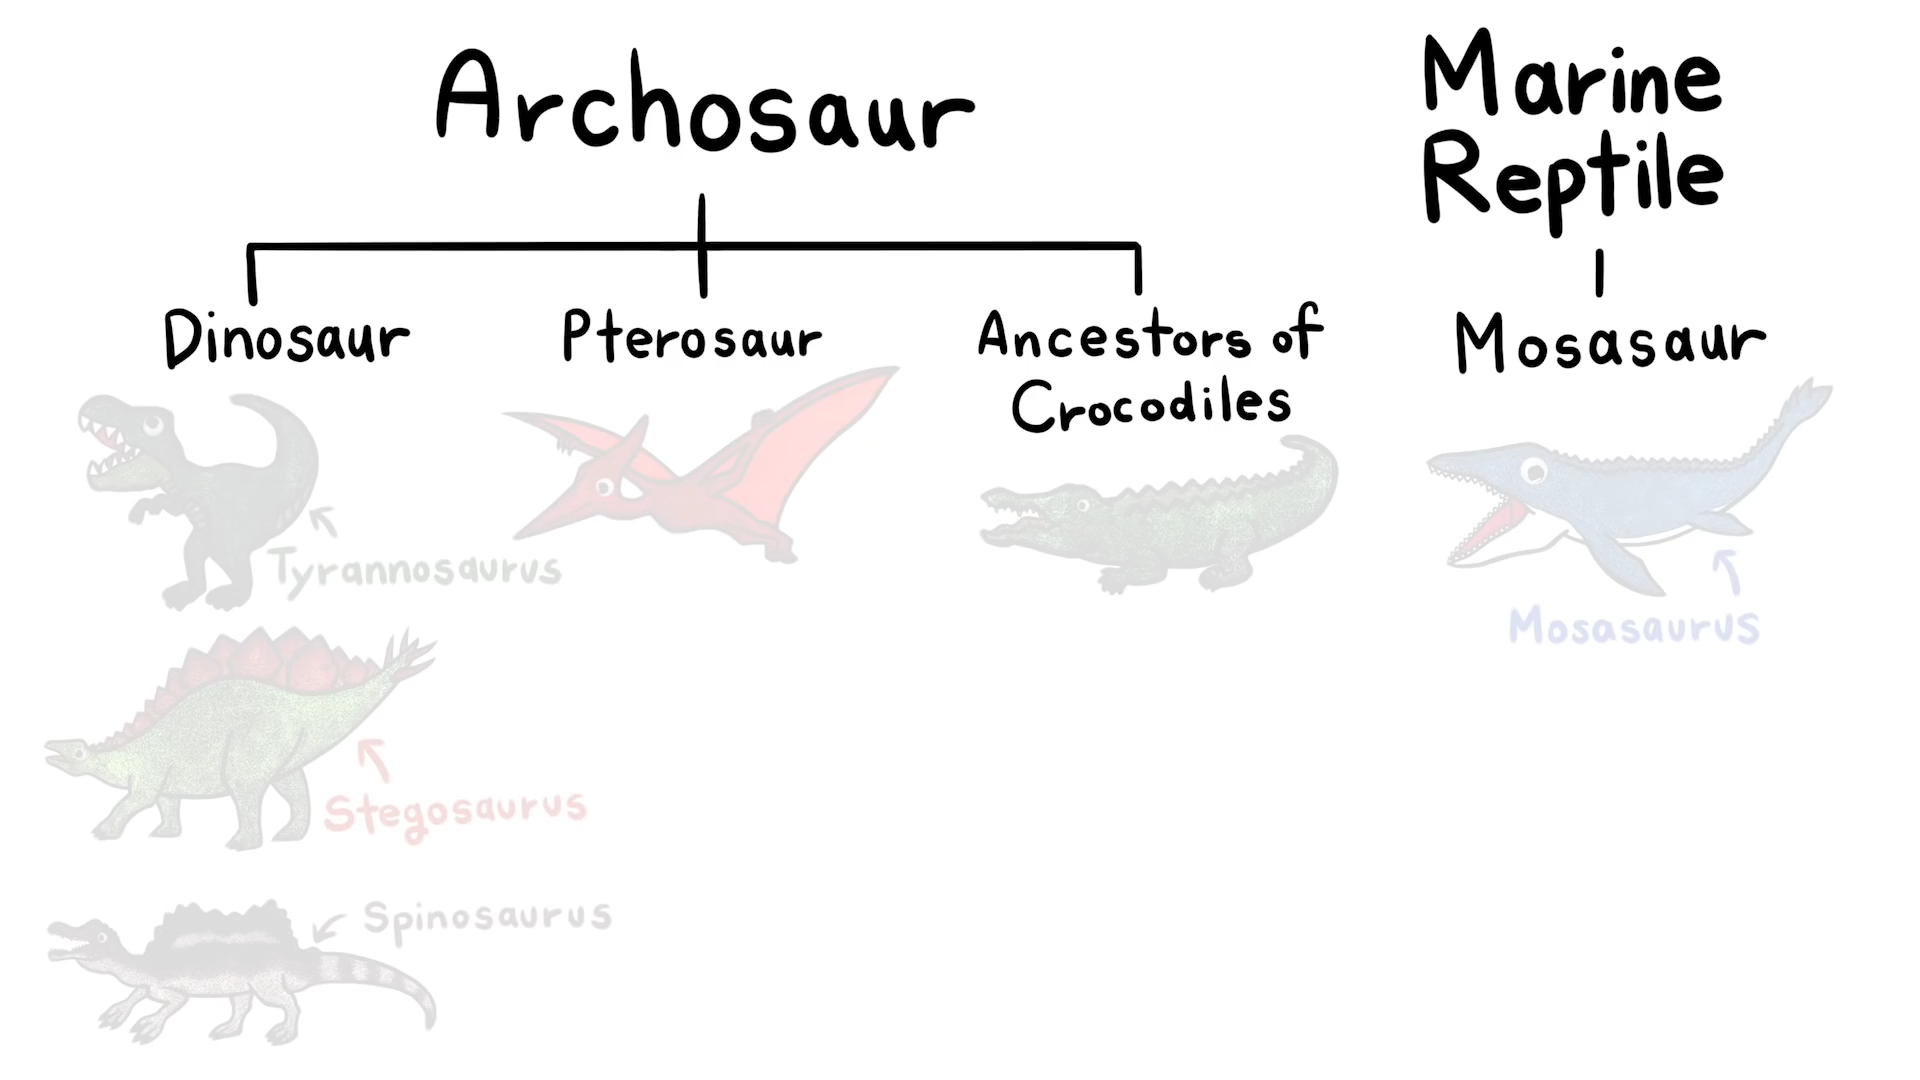 Archosaur
Marine
Reptile
Dinosaur
Pterosaur
Ancestors of
Crocodiles
Mosasaur
Tyrannosaurus
Mosasaurus
Stegosaurus
Spinosaurus